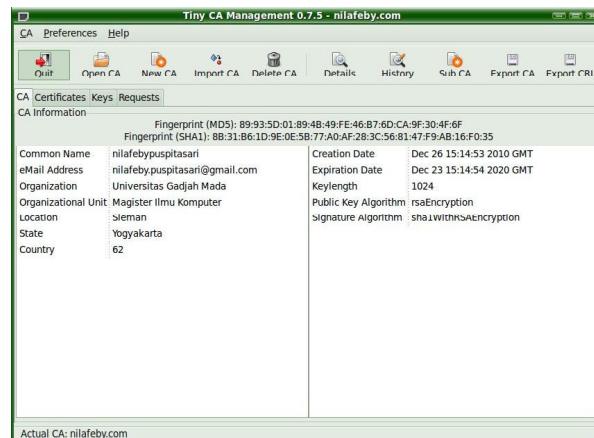 Tiny CA Management 0.7.5 - nilafeby.com
CA Preferences Help
Quit Open CA New CA Import CA Delete CA Details History Sub CA Export CA Export CRL
CA Certificates Keys Requests
CA Information
Fingerprint (MD5): 89:93:5D:01:89:4B:49:FE:46:B7:6D:CA:9F:30:4F:6F
Fingerprint (SHA1): 8B:31:B6:1D:9E:0E:5B:77:A0:AF:28:3C:56:81:47:F9:AB:16:F0:35
Common Name nilafebypuspitasari
eMail Address nilafeby.puspitasari@gmail.com
Organization Universitas Gadjah Mada
Organizational Unit Magister Ilmu Komputer
Location Sleman
State Yogyakarta
Country 62
Creation Date Dec 26 15:14:53 2010 GMT
Expiration Date Dec 23 15:14:54 2020 GMT
Keylength 1024
Public Key Algorithm rsaEncryption
Signature Algorithm sha1WithRSAEncryption
Actual CA: nilafeby.com